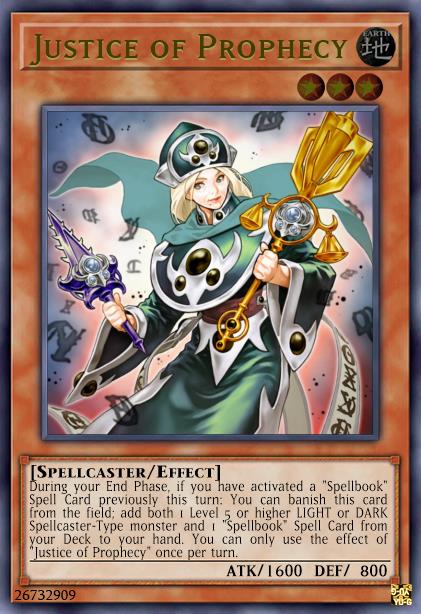 JUSTICE OF PROPHECY
EARTH
地
[SPELLCASTER/EFFECT]
During your End Phase, if you have activated a "Spellbook"
Spell Card previously this turn: You can banish this card
from the field; add both 1 Level 5 or higher LIGHT or DARK
Spellcaster-Type monster and 1 "Spellbook" Spell Card from
your Deck to your hand. You can only use the effect of
"Justice of Prophecy" once per turn.
ATK/1600 DEF/ 800
26732909